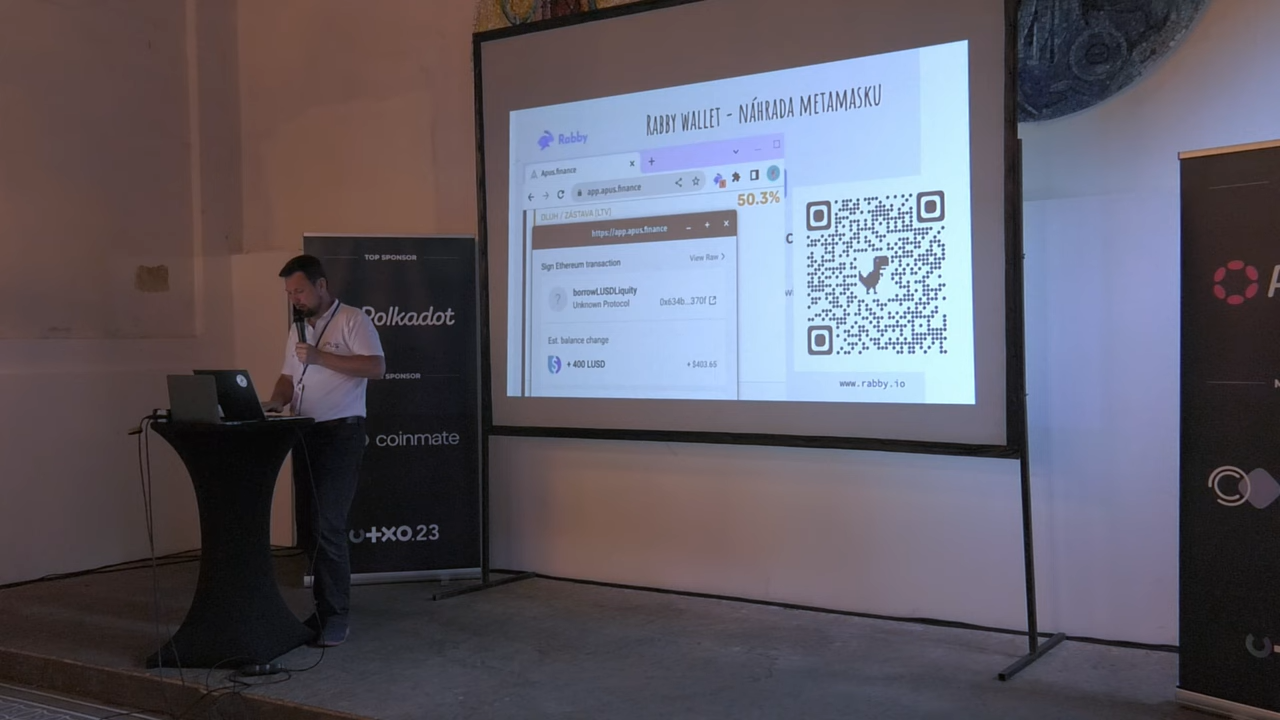 RABBY WALLET - NÁHRADA METAMASKU
Rabby
Apus.finance
app.apus.finance
50.3%
DLUH / ZÁSTAVA (LTV)
https://app.apus.finance
Sign Ethereum transaction
View Raw
borrowLUSDLiquity
Unknown Protocol
0x634b...370f
Est. balance change
+ 400 LUSD
+ $403.65
www.rabby.io
TOP SPONSOR
Polkadot
SPONSOR
coinmate
utxo.23